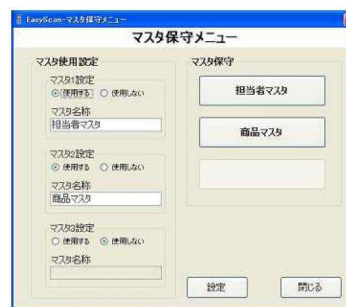 EasyScan-マスタ保守メニュー
マスタ保守メニュー
マスタ使用設定
マスタ1設定
使用する 使用しない
マスタ名称
担当者マスタ
マスタ2設定
使用する 使用しない
マスタ名称
商品マスタ
マスタ3設定
使用する 使用しない
マスタ名称
マスタ保守
担当者マスタ
商品マスタ
設定 閉じる